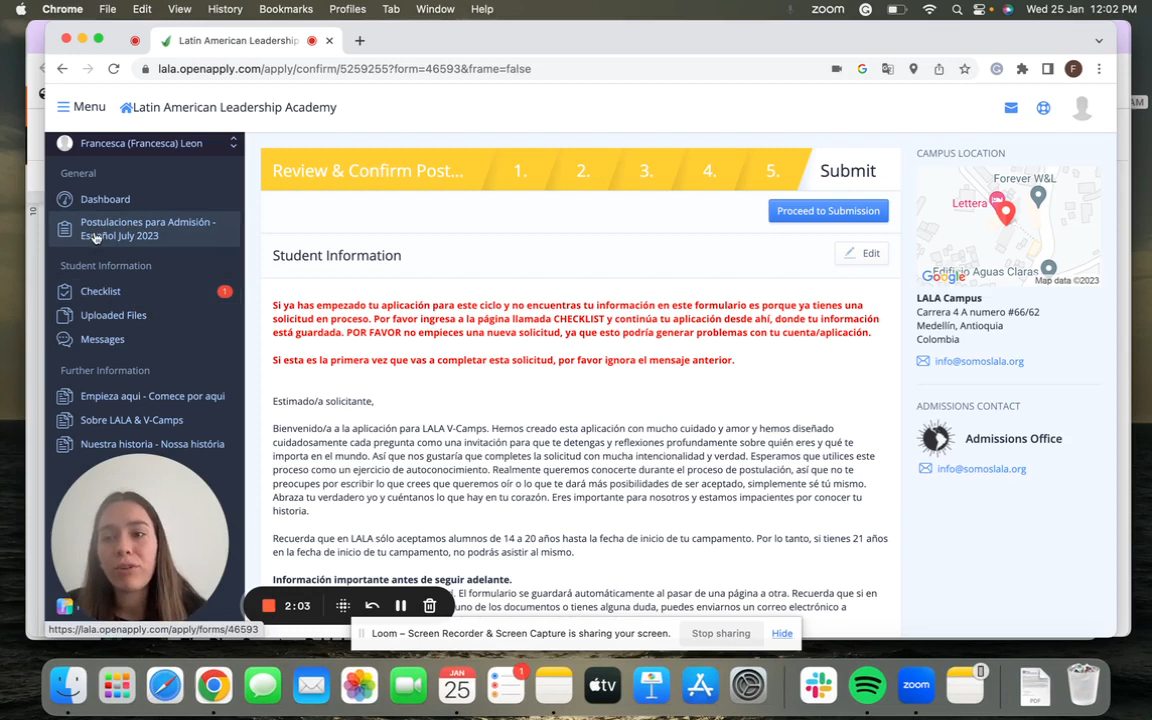 Chrome File Edit View History Bookmarks Profiles Tab Window Help zoom Wed 25 Jan 12:02 PM
Latin American Leadership
lala.openapply.com/apply/confirm/5259255?form=46593&frame=false
F
AM
Menu Latin American Leadership Academy
Francesca (Francesca) Leon
General
Dashboard
Postulaciones para Admisión -
Español July 2023
Student Information
Checklist 1
Uploaded Files
Messages
Further Information
Empieza aqui - Comece por aqui
Sobre LALA & V-Camps
Nuestra historia - Nossa história
10
Review & Confirm Post... 1. 2. 3. 4. 5. Submit
Proceed to Submission
Student Information
Edit
Si ya has empezado tu aplicación para este ciclo y no encuentras tu información en este formulario es porque ya tienes una
solicitud en proceso. Por favor ingresa a la página llamada CHECKLIST y continúa tu aplicación desde ahí, donde tu información
está guardada. POR FAVOR no empieces una nueva solicitud, ya que esto podría generar problemas con tu cuenta/aplicación.
Si esta es la primera vez que vas a completar esta solicitud, por favor ignora el mensaje anterior.
Estimado/a solicitante,
Bienvenido/a a la aplicación para LALA V-Camps. Hemos creado esta aplicación con mucho cuidado y amor y hemos diseñado
cuidadosamente cada pregunta como una invitación para que te detengas y reflexiones profundamente sobre quién eres y qué te
importa en el mundo. Así que nos gustaría que completes la solicitud con mucha intencionalidad y verdad. Esperamos que utilices este
proceso como un ejercicio de autoconocimiento. Realmente queremos conocerte durante el proceso de postulación, así que no te
preocupes por escribir lo que crees que queremos oír o lo que te dará más posibilidades de ser aceptado, simplemente sé tú mismo.
Abraza tu verdadero yo y cuéntanos lo que hay en tu corazón. Eres importante para nosotros y estamos impacientes por conocer tu
historia.
Recuerda que en LALA sólo aceptamos alumnos de 14 a 20 años hasta la fecha de inicio de tu campamento. Por lo tanto, si tienes 21 años
en la fecha de inicio de tu campamento, no podrás asistir al mismo.
Información importante antes de seguir adelante.
El formulario se guardará automáticamente al pasar de una página a otra. Recuerda que si en
uno de los documentos o tienes alguna duda, puedes enviarnos un correo electrónico a
CAMPUS LOCATION
Forever W&L
Lettera
Edificio Aguas Claras
Google
Map data ©2023
LALA Campus
Carrera 4 A numero #66/62
Medellín, Antioquia
Colombia
info@somoslala.org
ADMISSIONS CONTACT
Admissions Office
info@somoslala.org
2:03
https://lala.openapply.com/apply/forms/46593
Loom – Screen Recorder & Screen Capture is sharing your screen. Stop sharing Hide
JAN
25
1
tv
zoom
PDF